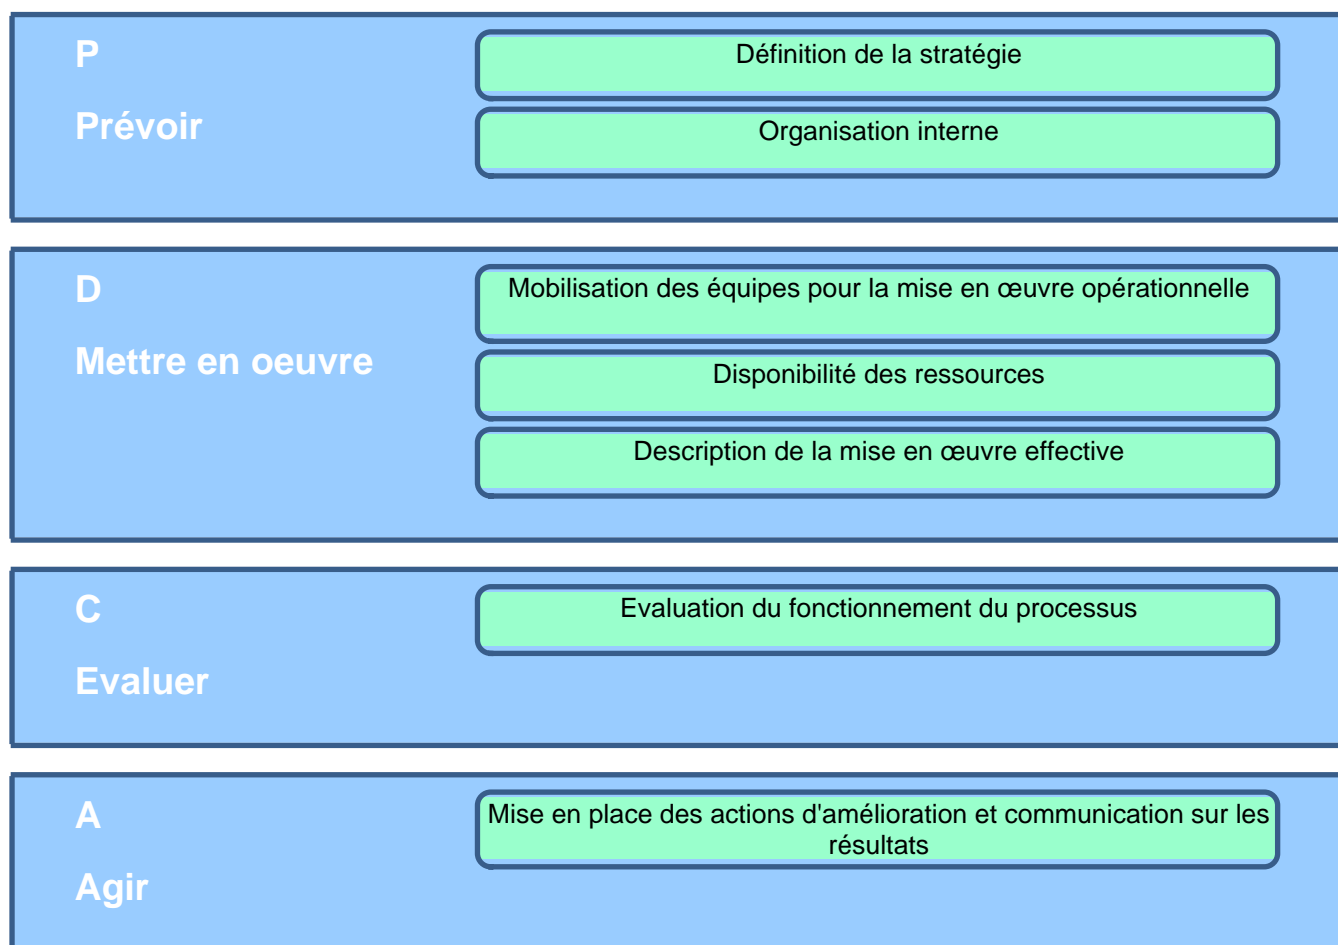 P
Prévoir
Définition de la stratégie
Organisation interne
D
Mettre en oeuvre
Mobilisation des équipes pour la mise en œuvre opérationnelle
Disponibilité des ressources
Description de la mise en œuvre effective
C
Evaluer
Evaluation du fonctionnement du processus
A
Agir
Mise en place des actions d'amélioration et communication sur les
résultats